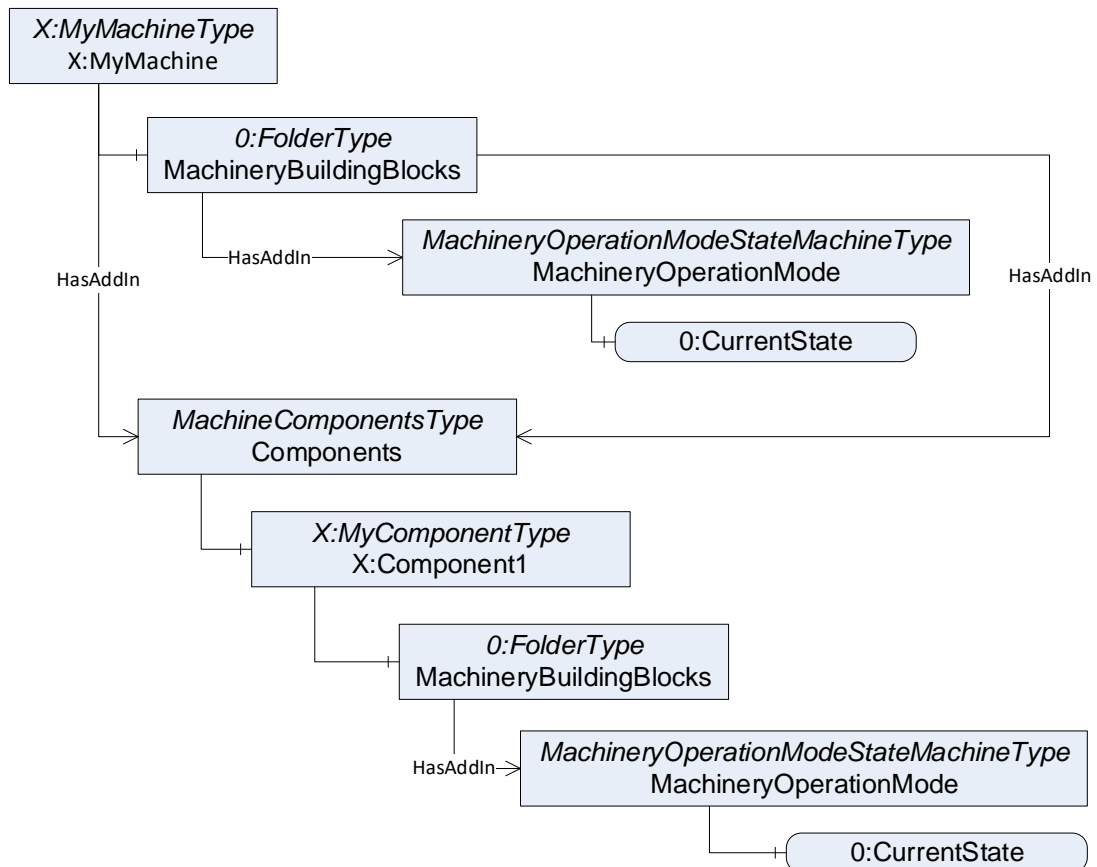 X:MyMachineType
X:MyMachine
0:FolderType
MachineryBuildingBlocks
HasAddIn
MachineryOperationModeStateMachineType
MachineryOperationMode
HasAddIn
HasAddIn
0:CurrentState
MachineComponentsType
Components
X:MyComponentType
X:Component1
0:FolderType
MachineryBuildingBlocks
HasAddIn
MachineryOperationModeStateMachineType
MachineryOperationMode
0:CurrentState